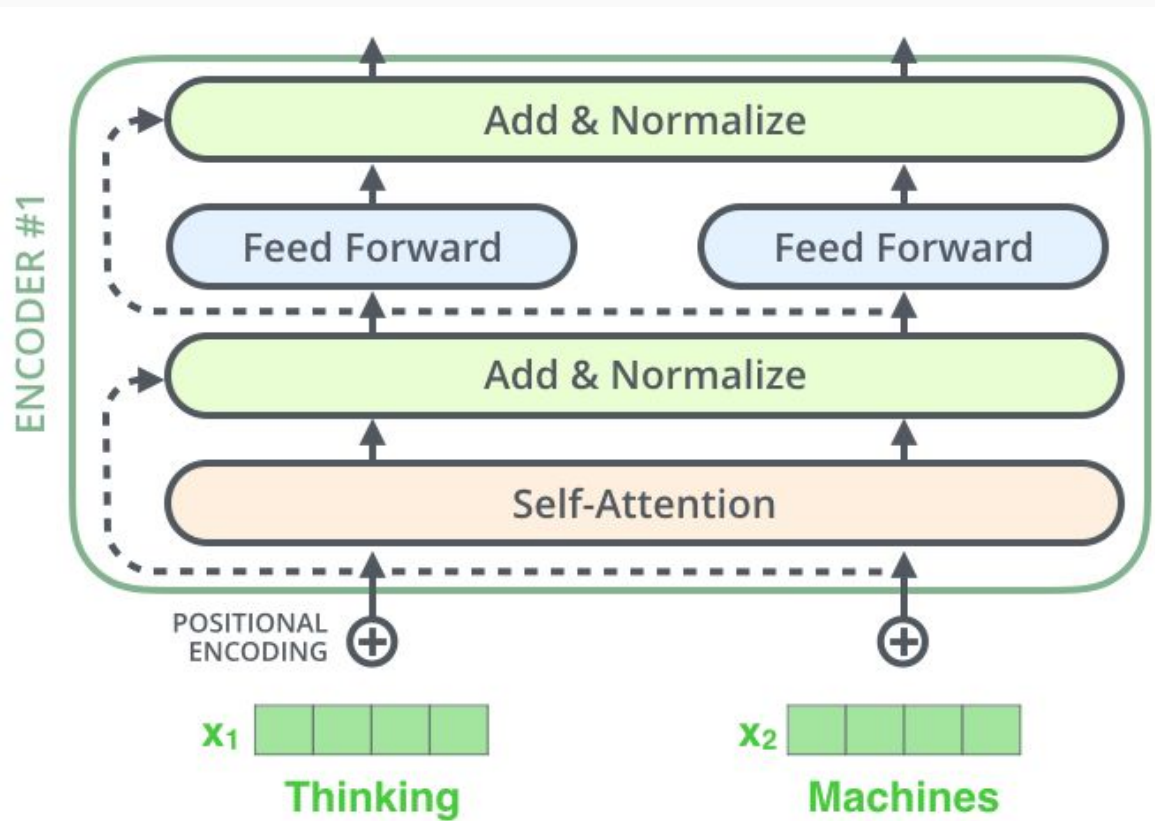 ENCODER #1
Add & Normalize
Feed Forward
Feed Forward
Add & Normalize
Self-Attention
POSITIONAL
ENCODING
x₁
x₂
Thinking
Machines